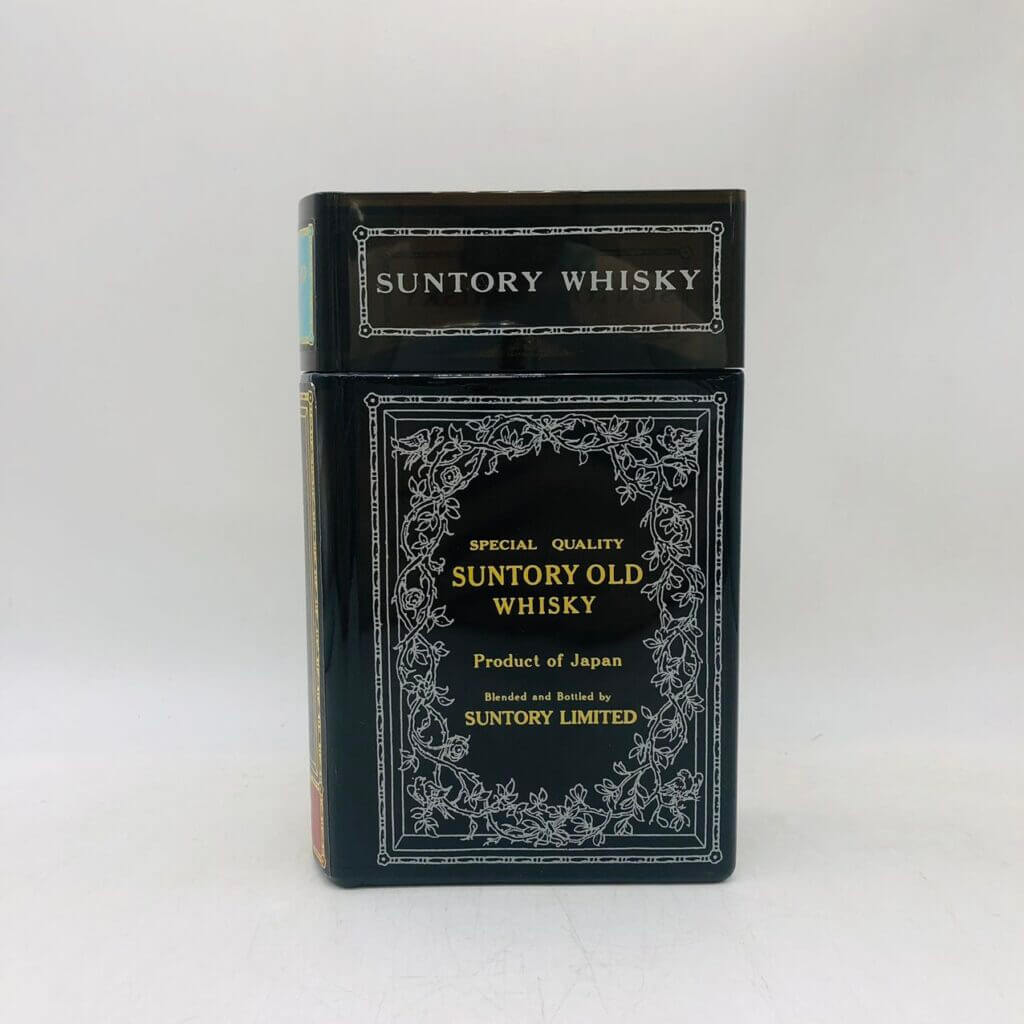 SUNTORY WHISKY
SPECIAL QUALITY
SUNTORY OLD
WHISKY
Product of Japan
Blended and Bottled by
SUNTORY LIMITED